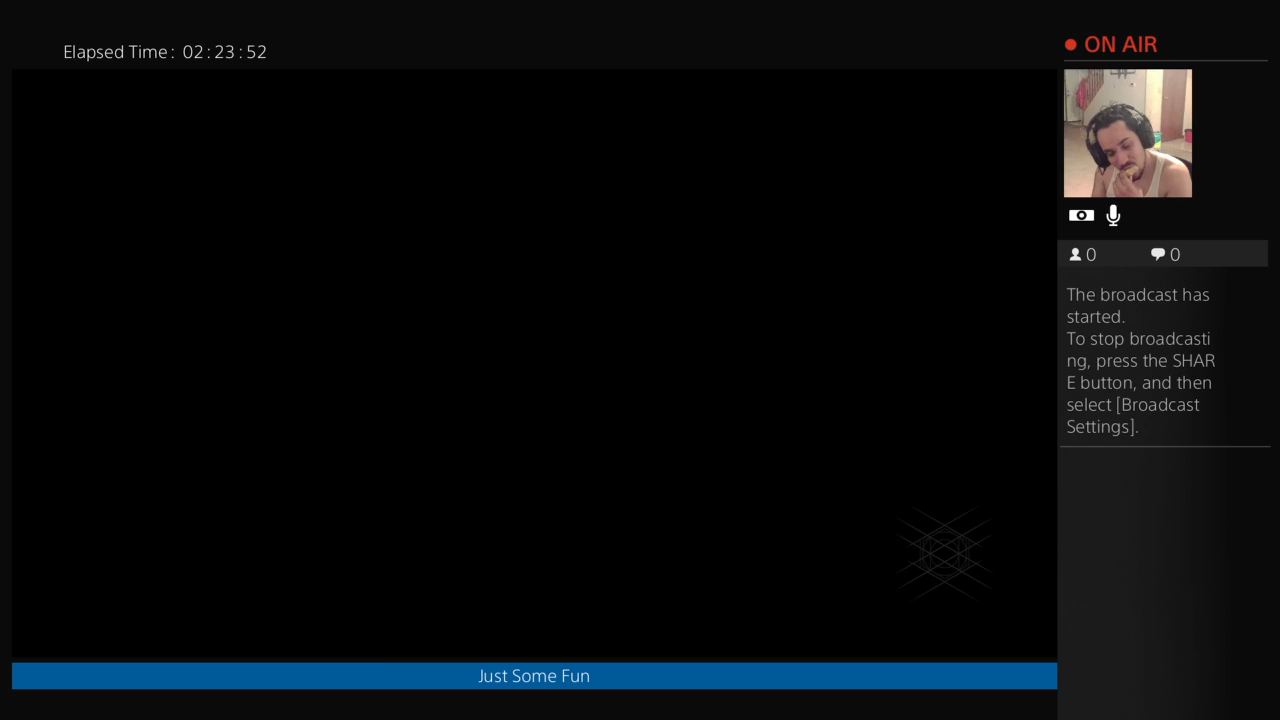 Elapsed Time: 02:23:52
ON AIR
0 0
The broadcast has
started.
To stop broadcasti
ng, press the SHAR
E button, and then
select [Broadcast
Settings].
Just Some Fun